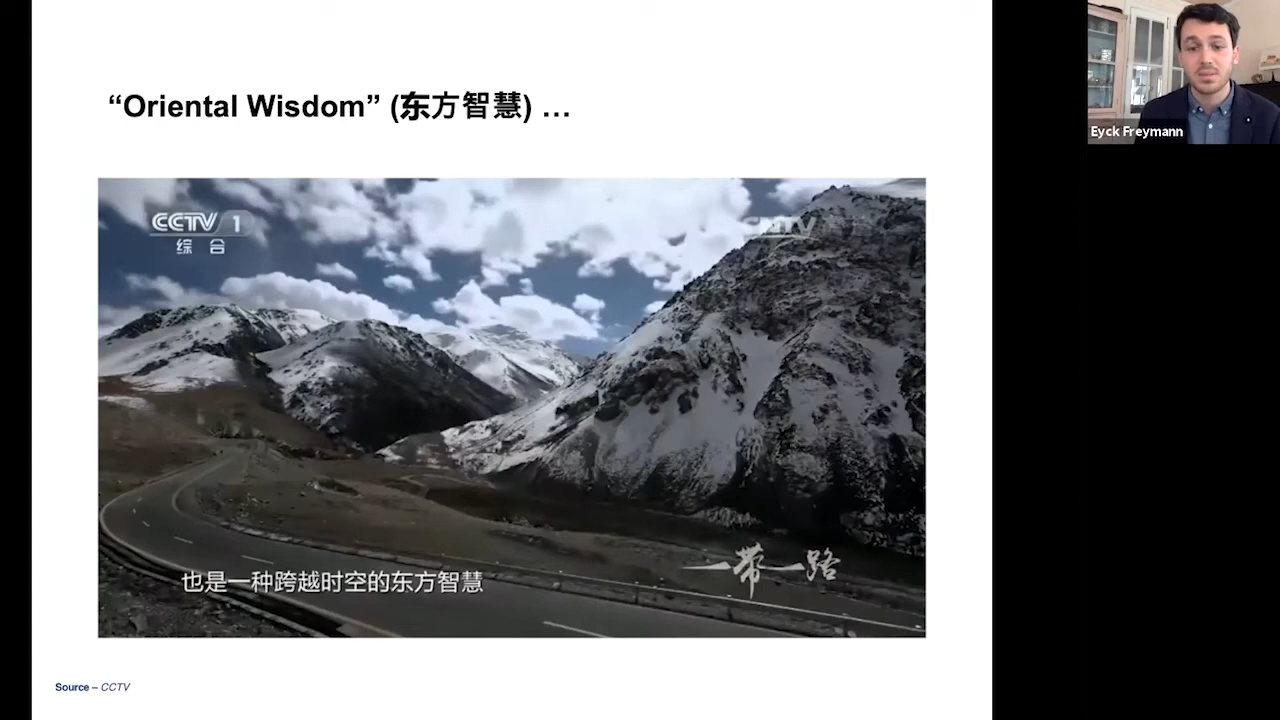 “Oriental Wisdom” (东方智慧) …
CCTV 1
综合
CNTV
一带一路
也是一种跨越时空的东方智慧
Source – CCTV
Eyck Freymann